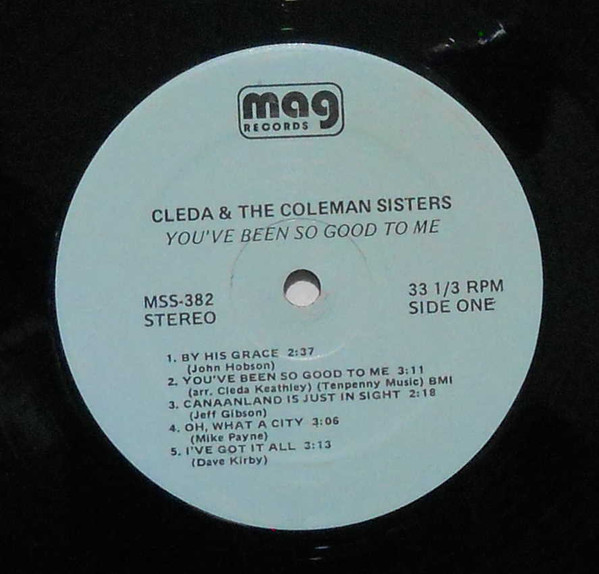 mag
RECORDS
CLEDA & THE COLEMAN SISTERS
YOU'VE BEEN SO GOOD TO ME
MSS-382
STEREO
33 1/3 RPM
SIDE ONE
1. BY HIS GRACE 2:37
(John Hobson)
2. YOU'VE BEEN SO GOOD TO ME 3:11
(arr. Cleda Keathley) (Tenpenny Music) BMI
3. CANAANLAND IS JUST IN SIGHT 2:18
(Jeff Gibson)
4. OH, WHAT A CITY 3:06
(Mike Payne)
5. I'VE GOT IT ALL 3:13
(Dave Kirby)